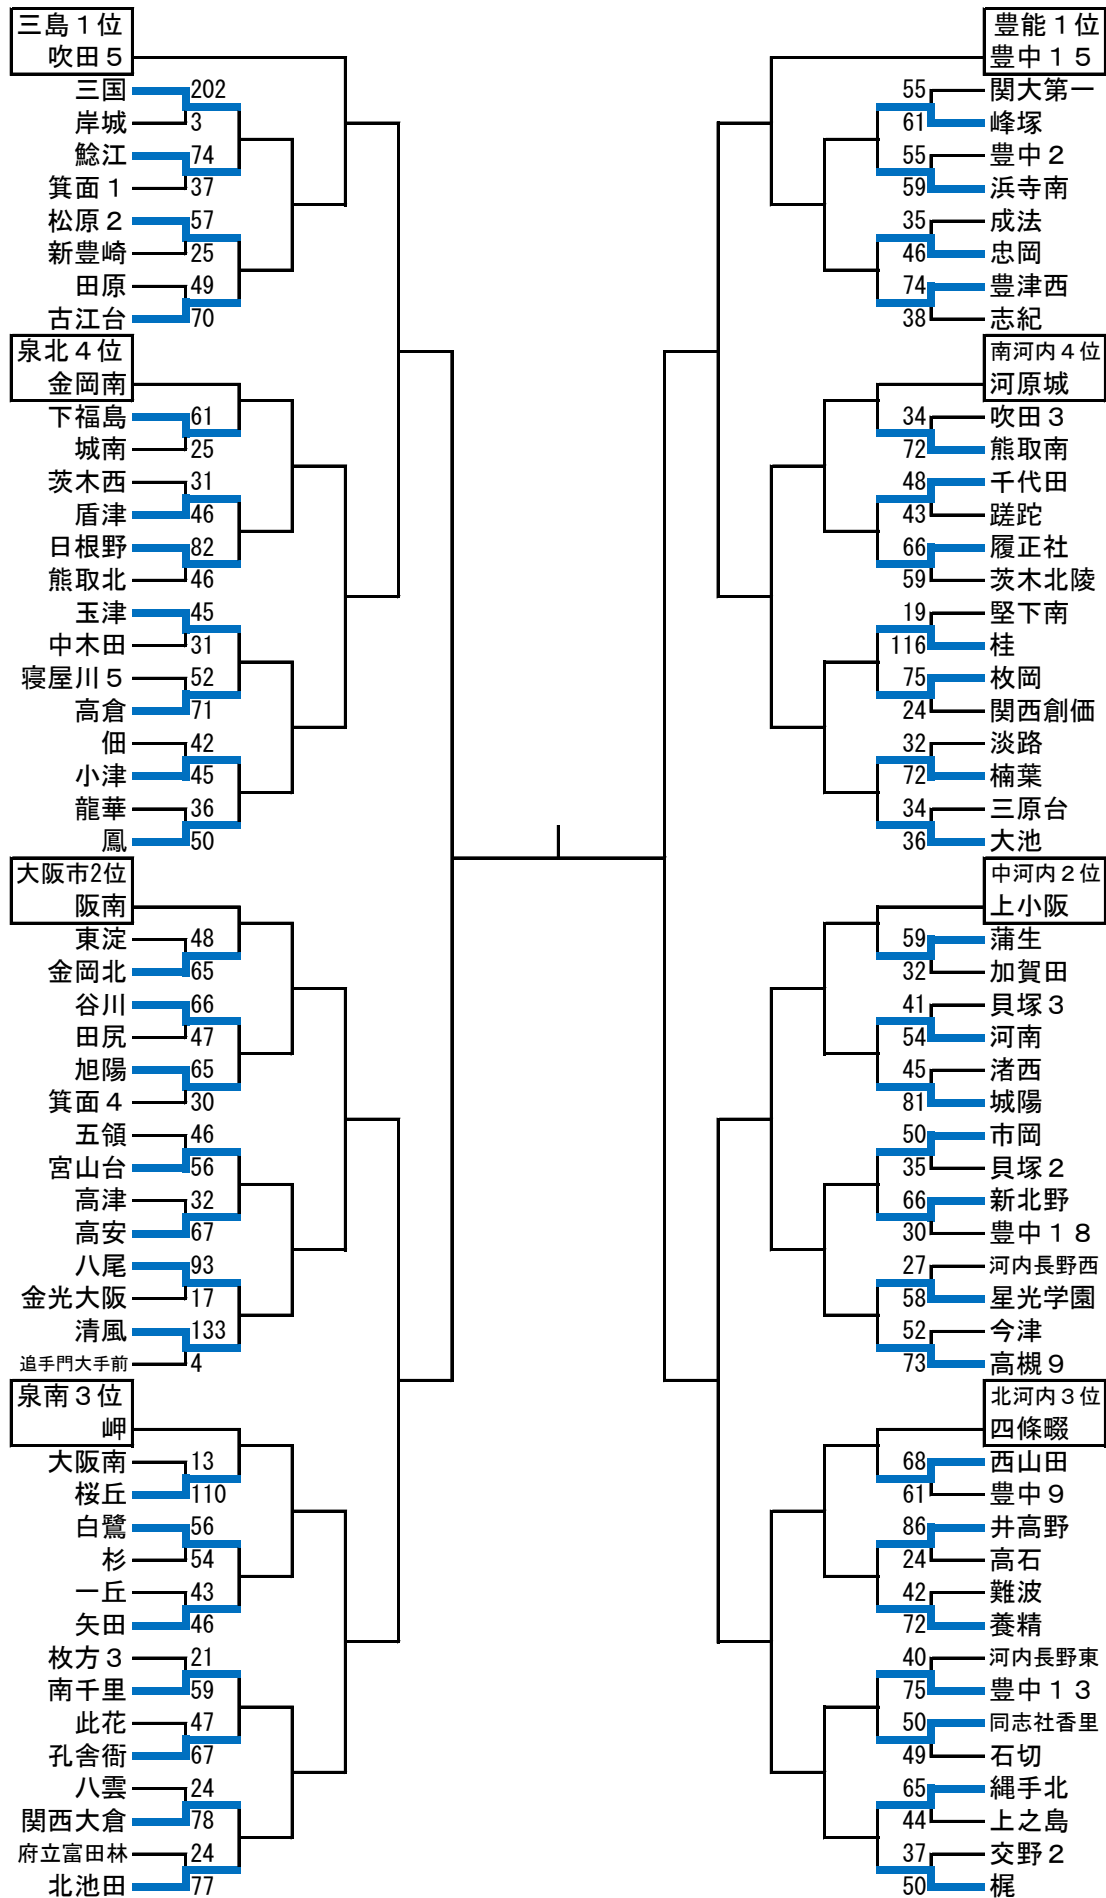 三島１位
吹田５
三国 202
岸城 3
鯰江 74
箕面１ 37
松原２ 57
新豊崎 25
田原 49
古江台 70
泉北４位
金岡南
下福島 61
城南 25
茨木西 31
盾津 46
日根野 82
熊取北 46
玉津 45
中木田 31
寝屋川５ 52
高倉 71
佃 42
小津 45
龍華 36
鳳 50
大阪市2位
阪南
東淀 48
金岡北 65
谷川 66
田尻 47
旭陽 65
箕面４ 30
五領 46
宮山台 56
高津 32
高安 67
八尾 93
金光大阪 17
清風 133
追手門大手前 4
泉南３位
岬
大阪南 13
桜丘 110
白鷺 56
杉 54
一丘 43
矢田 46
枚方３ 21
南千里 59
此花 47
孔舎衙 67
八雲 24
関西大倉 78
府立富田林 24
北池田 77
豊能１位
豊中１５
55 関大第一
61 峰塚
55 豊中２
59 浜寺南
35 成法
46 忠岡
74 豊津西
38 志紀
南河内４位
河原城
34 吹田３
72 熊取南
48 千代田
43 蹉跎
66 履正社
59 茨木北陵
19 堅下南
116 桂
75 枚岡
24 関西創価
32 淡路
72 楠葉
34 三原台
36 大池
中河内２位
上小阪
59 蒲生
32 加賀田
41 貝塚３
54 河南
45 渚西
81 城陽
50 市岡
35 貝塚２
66 新北野
30 豊中１８
27 河内長野西
58 星光学園
52 今津
73 高槻９
北河内３位
四條畷
68 西山田
61 豊中９
86 井高野
24 高石
42 難波
72 養精
40 河内長野東
75 豊中１３
50 同志社香里
49 石切
65 縄手北
44 上之島
37 交野２
50 梶